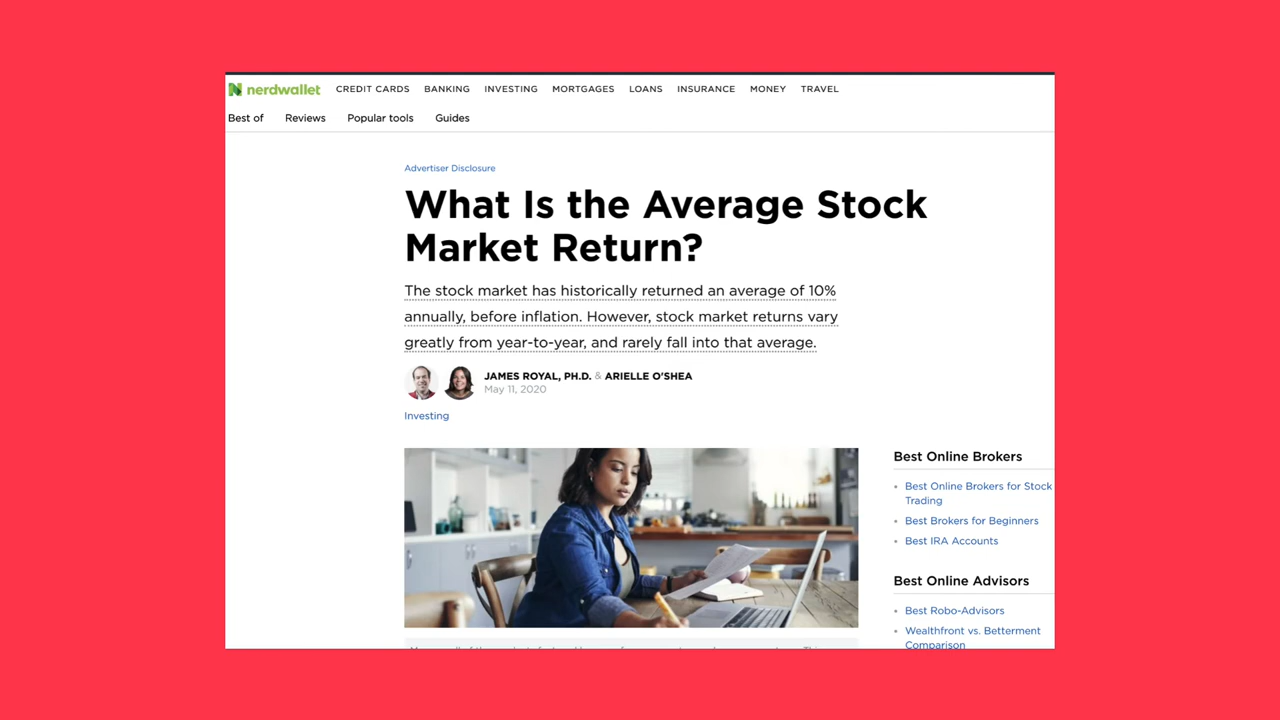 nerdwallet CREDIT CARDS BANKING INVESTING MORTGAGES LOANS INSURANCE MONEY TRAVEL
Best of Reviews Popular tools Guides
Advertiser Disclosure
What Is the Average Stock
Market Return?
The stock market has historically returned an average of 10%
annually, before inflation. However, stock market returns vary
greatly from year-to-year, and rarely fall into that average.
JAMES ROYAL, PH.D. & ARIELLE O'SHEA
May 11, 2020
Investing
Best Online Brokers
Best Online Brokers for Stock
Trading
Best Brokers for Beginners
Best IRA Accounts
Best Online Advisors
Best Robo-Advisors
Wealthfront vs. Betterment
Comparison